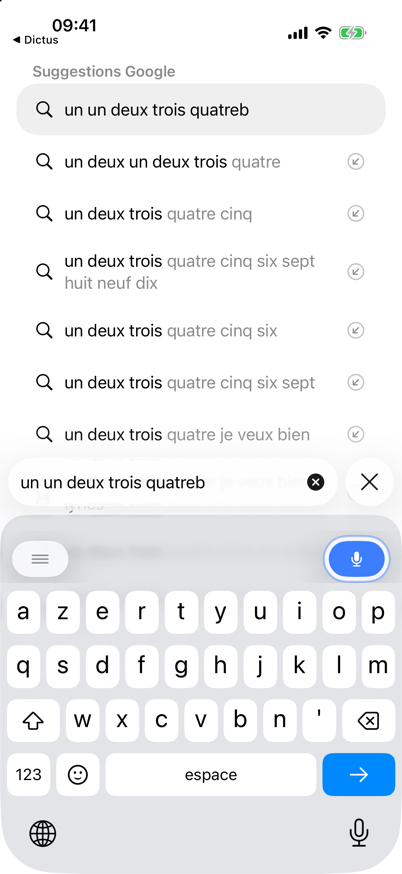 09:41
◀ Dictus
Suggestions Google
un un deux trois quatreb
un deux un deux trois quatre
un deux trois quatre cinq
un deux trois quatre cinq six sept
huit neuf dix
un deux trois quatre cinq six
un deux trois quatre cinq six sept
un deux trois quatre je veux bien
un un deux trois quatreb
lyrics
a z e r t y u i o p
q s d f g h j k l m
w x c v b n '
123 espace